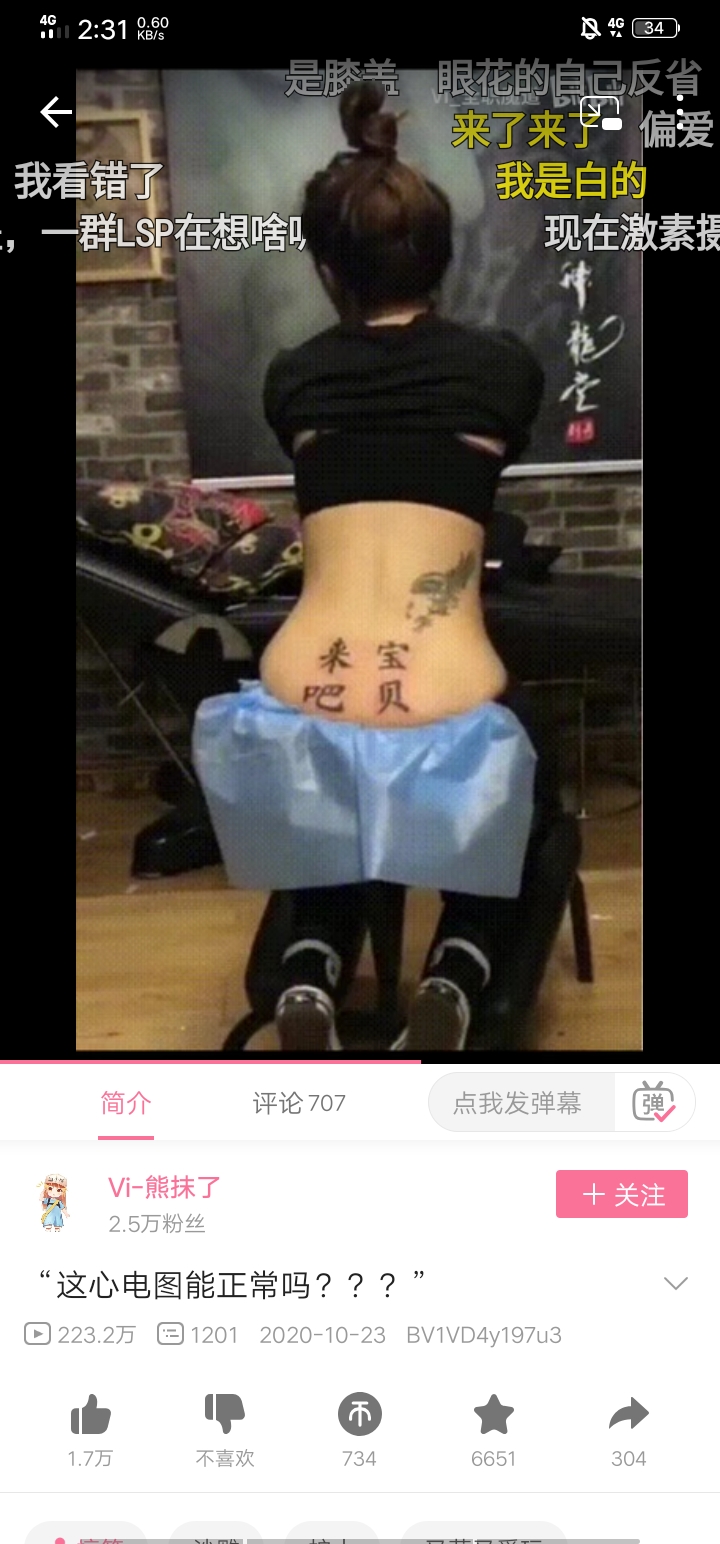 4G 2:31 0.60 KB/s 4G 34
是膝盖 眼花的自己反省
来了来了 偏爱
我看错了 我是白的
一群LSP在想啥 现在激素摄
神龍堂
来 宝
吧 贝
简介 评论 707 点我发弹幕 弹
Vi-熊抹了
2.5万粉丝
+ 关注
“这心电图能正常吗？？？”
223.2万 1201 2020-10-23 BV1VD4y197u3
1.7万 不喜欢 734 6651 304